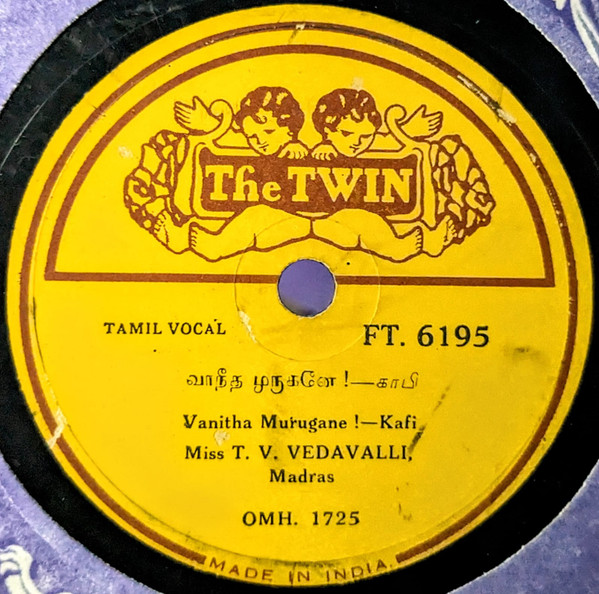 The TWIN
TAMIL VOCAL
FT. 6195
வாநீத முருகனே !—காபி
Vanitha Murugane !—Kafi
Miss T. V. VEDAVALLI,
Madras
OMH. 1725
MADE IN INDIA.